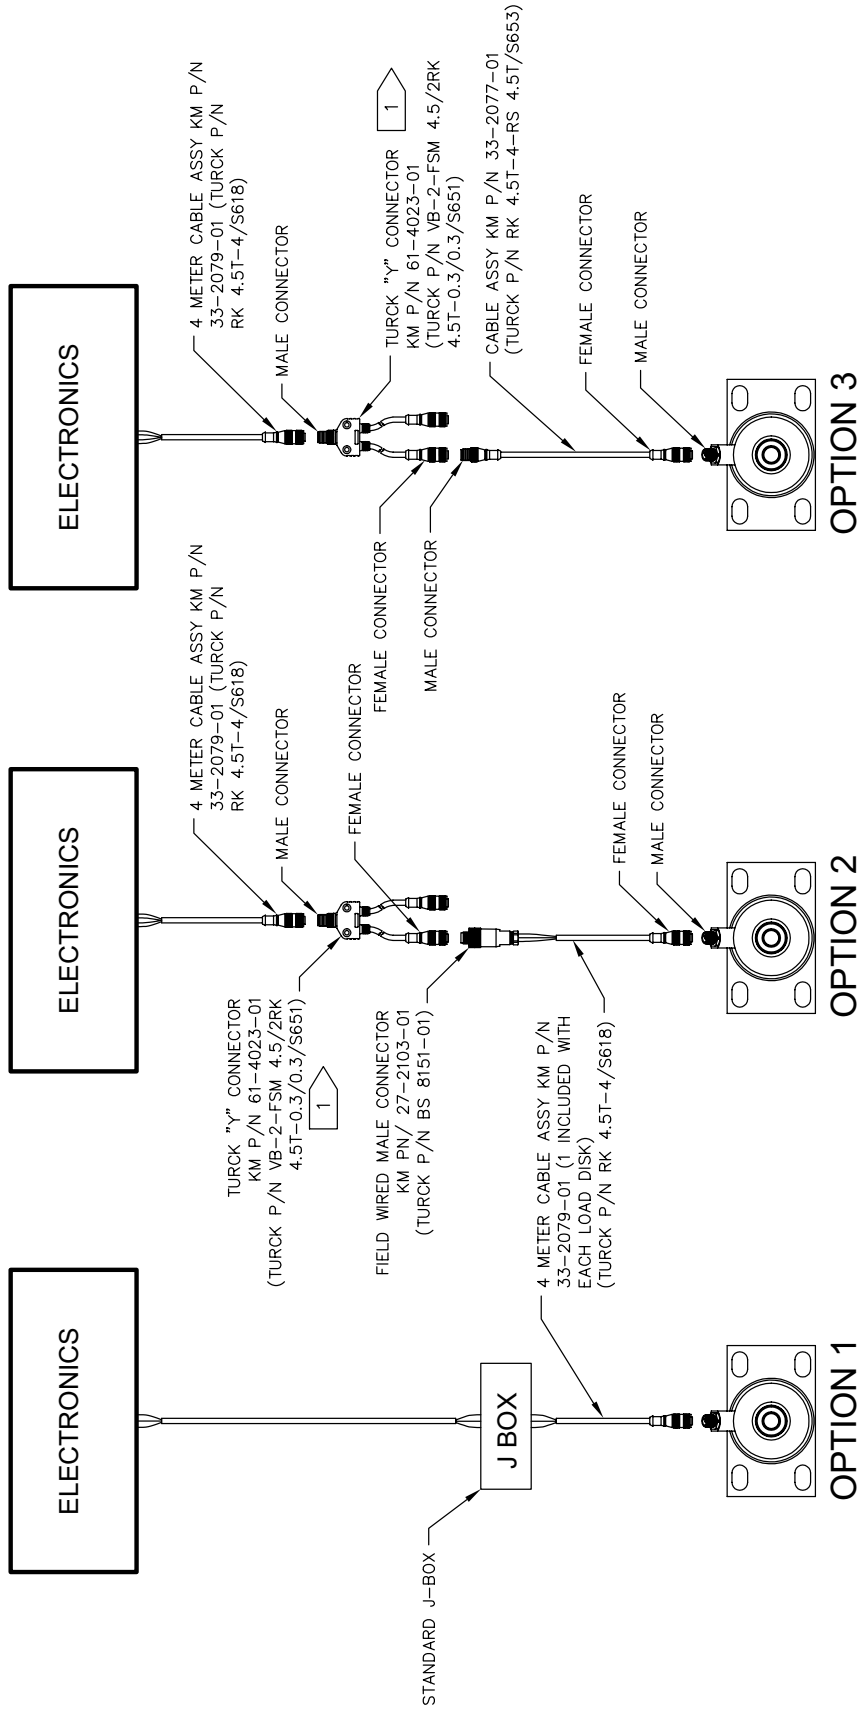 ELECTRONICS
STANDARD J-BOX
J BOX
4 METER CABLE ASSY KM P/N
33-2079-01 (1 INCLUDED WITH
EACH LOAD DISK)
(TURCK P/N RK 4.5T-4/S618)
OPTION 1
ELECTRONICS
4 METER CABLE ASSY KM P/N
33-2079-01 (TURCK P/N
RK 4.5T-4/S618)
MALE CONNECTOR
TURCK "Y" CONNECTOR
KM P/N 61-4023-01
(TURCK P/N VB-2-FSM 4.5/2RK
4.5T-0.3/0.3/S651)
1
FEMALE CONNECTOR
FIELD WIRED MALE CONNECTOR
KM PN/ 27-2103-01
(TURCK P/N BS 8151-01)
FEMALE CONNECTOR
MALE CONNECTOR
OPTION 2
ELECTRONICS
4 METER CABLE ASSY KM P/N
33-2079-01 (TURCK P/N
RK 4.5T-4/S618)
MALE CONNECTOR
TURCK "Y" CONNECTOR
KM P/N 61-4023-01
(TURCK P/N VB-2-FSM 4.5/2RK
4.5T-0.3/0.3/S651)
1
FEMALE CONNECTOR
MALE CONNECTOR
CABLE ASSY KM P/N 33-2077-01
(TURCK P/N RK 4.5T-4-RS 4.5T/S653)
FEMALE CONNECTOR
MALE CONNECTOR
OPTION 3